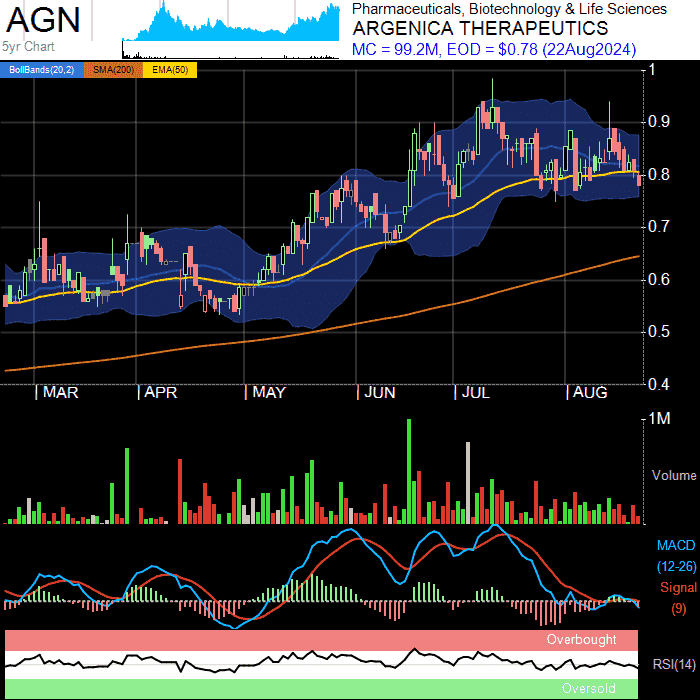 AGN
5yr Chart
Pharmaceuticals, Biotechnology & Life Sciences
ARGENICA THERAPEUTICS
MC = 99.2M, EOD = $0.78 (22Aug2024)
BollBands(20,2) SMA(200) EMA(50)
1
0.9
0.8
0.7
0.6
0.5
0.4
MAR APR MAY JUN JUL AUG
1M
Volume
MACD
(12-26)
Signal
(9)
Overbought
RSI(14)
Oversold